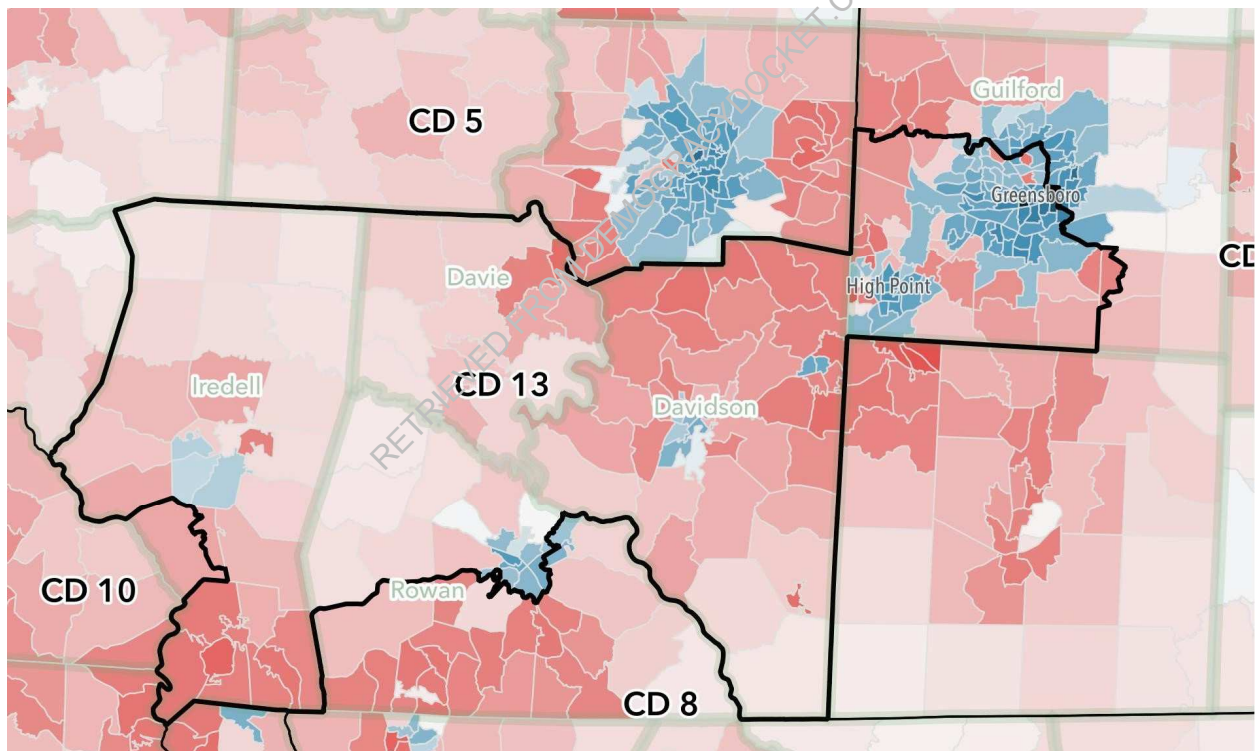 Guilford
CD 5
Greensboro
Davie
High Point
CD
CD 13
Iredell
Davidson
CD 10
Rowan
CD 8
RETRIEVED FROM DEMOCRACYDOCKET.C